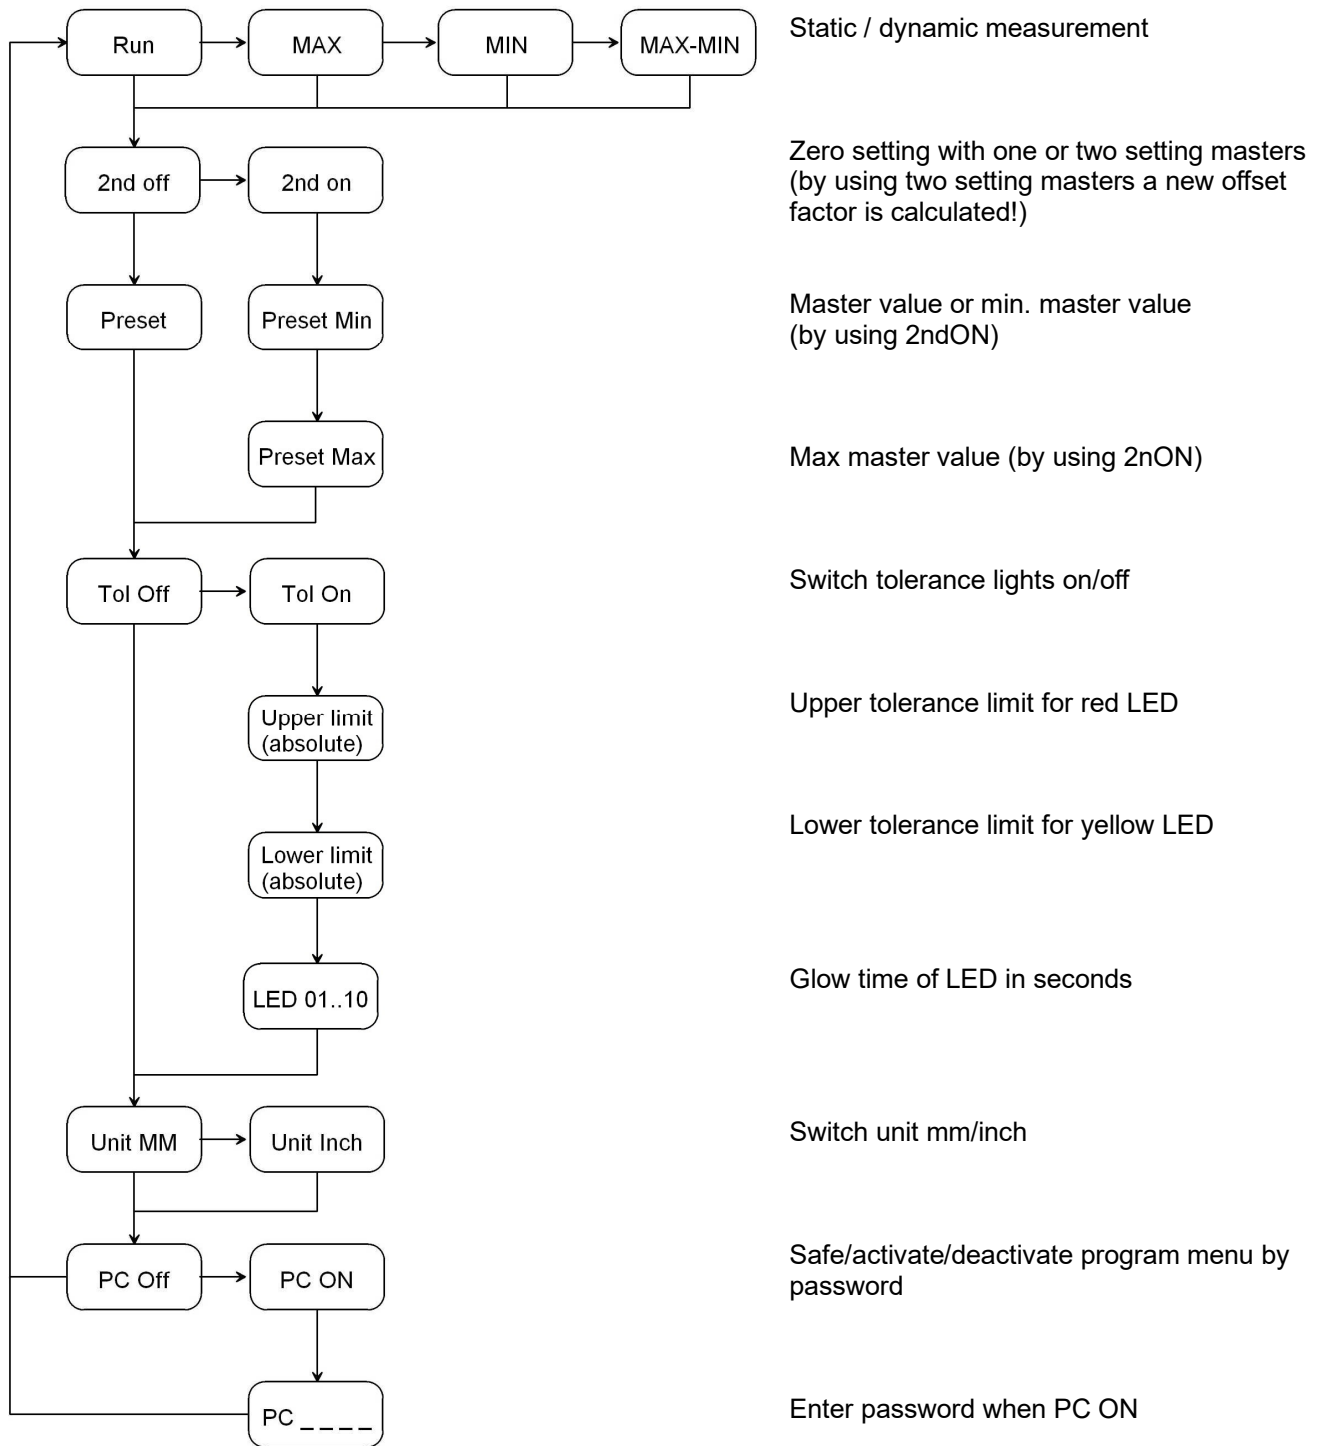 Run
MAX
MIN
MAX-MIN
Static / dynamic measurement
2nd off
2nd on
Zero setting with one or two setting masters
(by using two setting masters a new offset
factor is calculated!)
Preset
Preset Min
Master value or min. master value
(by using 2ndON)
Preset Max
Max master value (by using 2nON)
Tol Off
Tol On
Switch tolerance lights on/off
Upper limit
(absolute)
Upper tolerance limit for red LED
Lower limit
(absolute)
Lower tolerance limit for yellow LED
LED 01..10
Glow time of LED in seconds
Unit MM
Unit Inch
Switch unit mm/inch
PC Off
PC ON
Safe/activate/deactivate program menu by
password
PC _ _ _ _
Enter password when PC ON